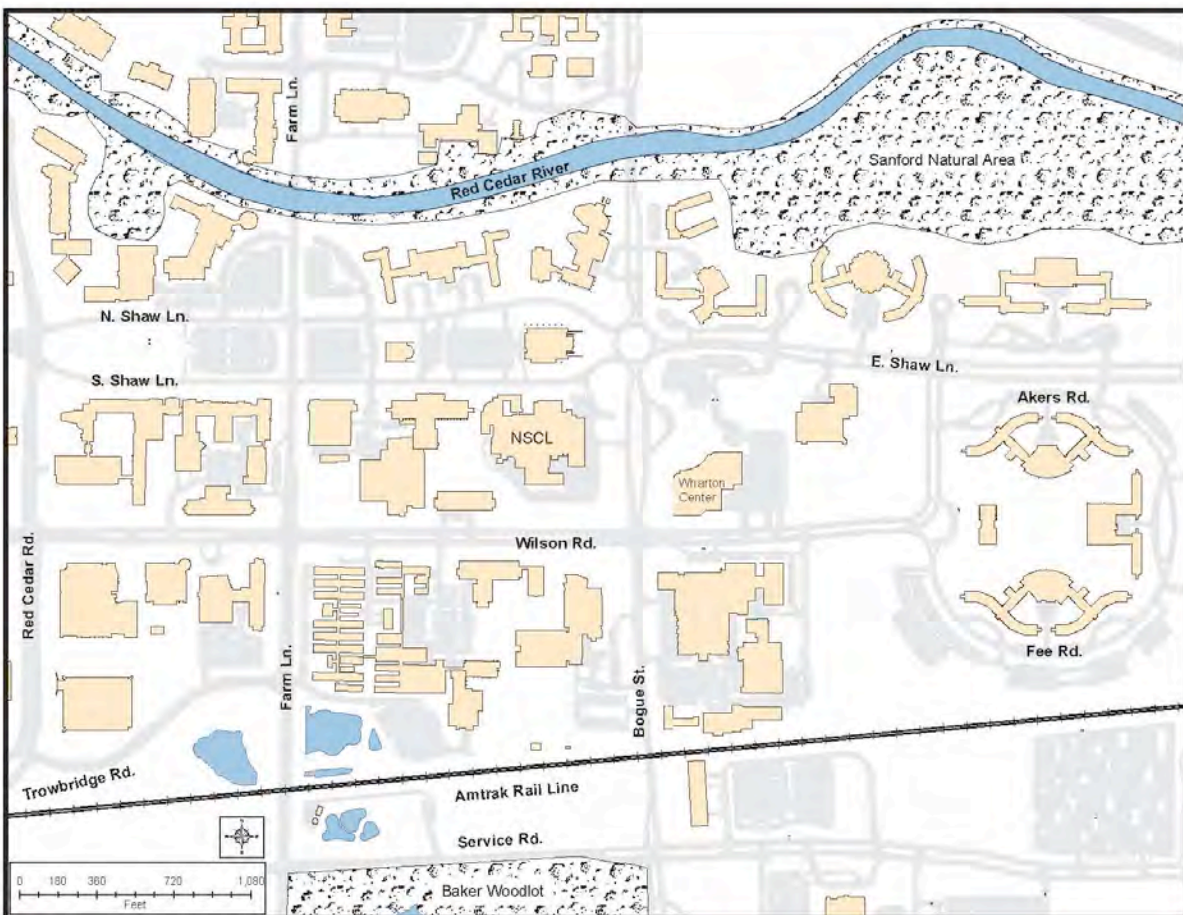 Farm Ln.
Red Cedar River
Sanford Natural Area
N. Shaw Ln.
S. Shaw Ln.
E. Shaw Ln.
Akers Rd.
NSCL
Wharton
Center
Wilson Rd.
Red Cedar Rd.
Farm Ln.
Bogue St.
Fee Rd.
Trowbridge Rd.
Amtrak Rail Line
Service Rd.
Baker Woodlot
0 180 360 720 1,080
Feet